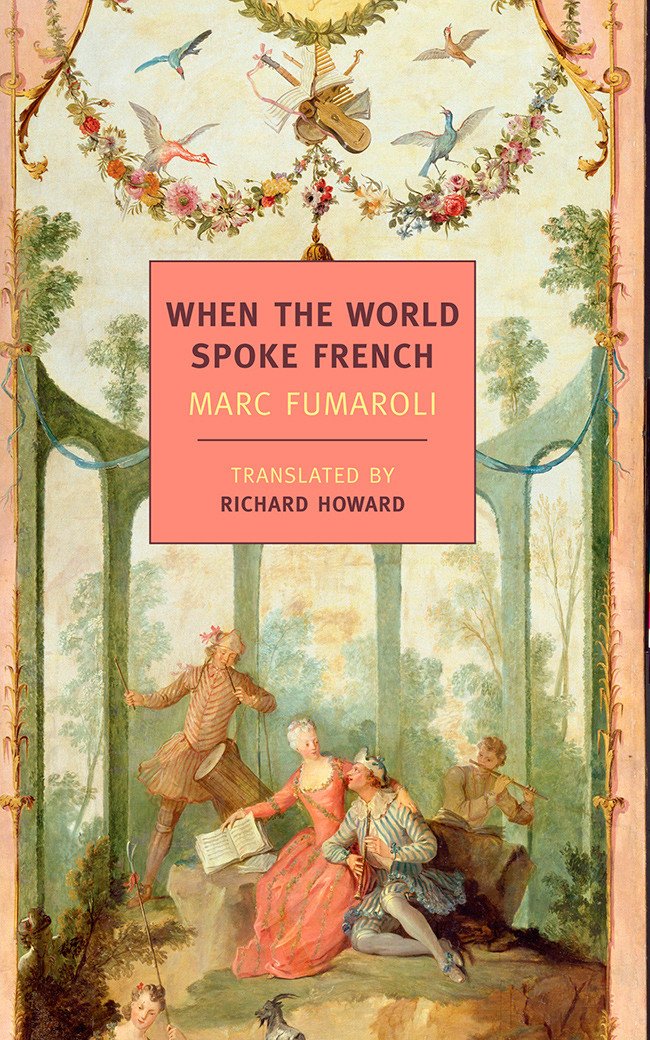 WHEN THE WORLD
SPOKE FRENCH
MARC FUMAROLI
TRANSLATED BY
RICHARD HOWARD